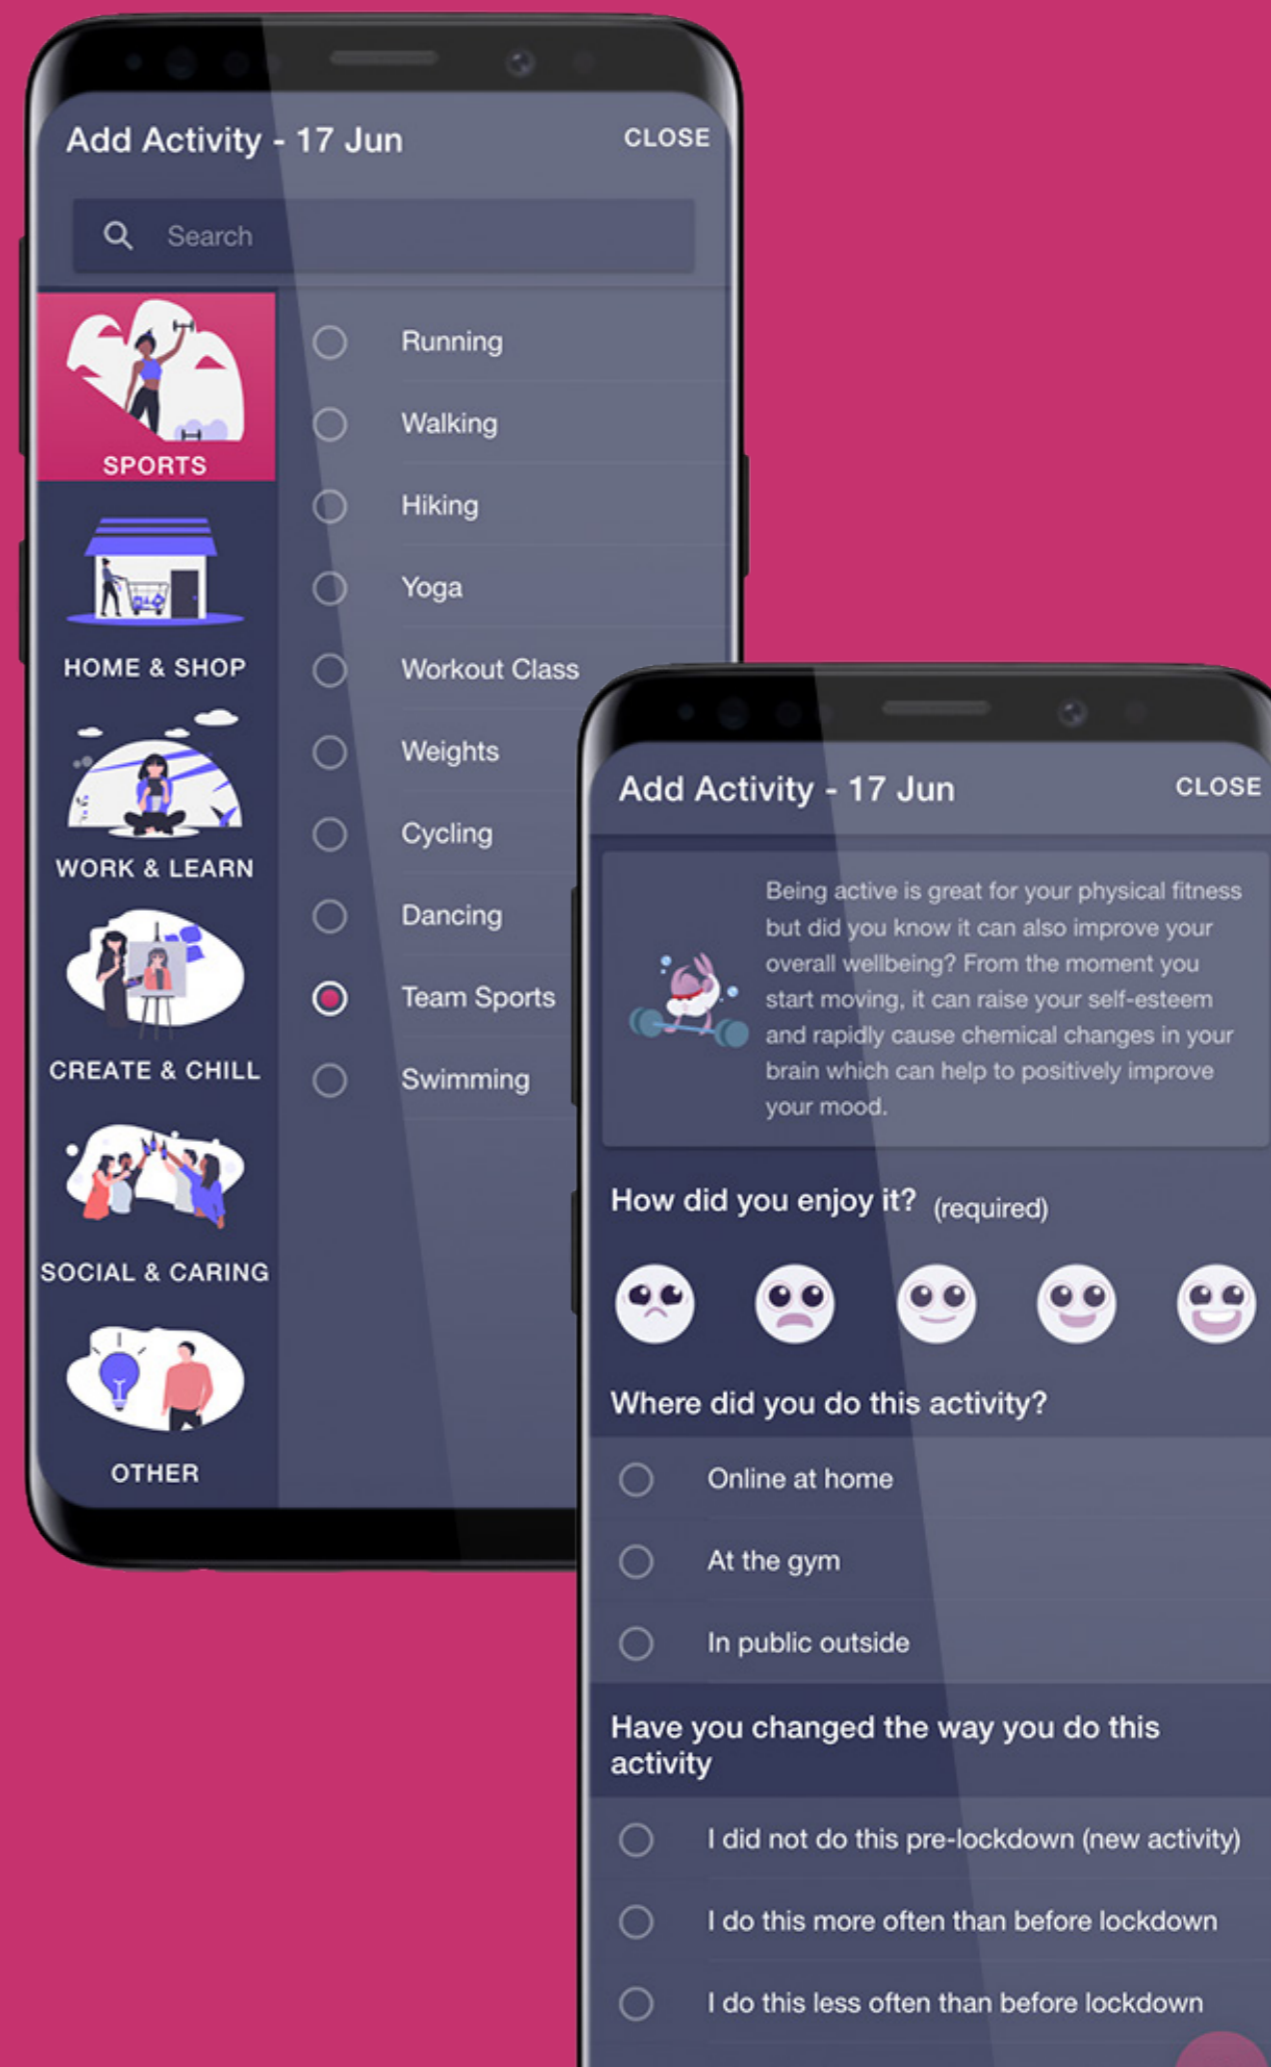 Add Activity - 17 Jun
CLOSE
Search
SPORTS
HOME & SHOP
WORK & LEARN
CREATE & CHILL
SOCIAL & CARING
OTHER
Running
Walking
Hiking
Yoga
Workout Class
Weights
Cycling
Dancing
Team Sports
Swimming
Add Activity - 17 Jun
CLOSE
Being active is great for your physical fitness
but did you know it can also improve your
overall wellbeing? From the moment you
start moving, it can raise your self-esteem
and rapidly cause chemical changes in your
brain which can help to positively improve
your mood.
How did you enjoy it? (required)
Where did you do this activity?
Online at home
At the gym
In public outside
Have you changed the way you do this
activity
I did not do this pre-lockdown (new activity)
I do this more often than before lockdown
I do this less often than before lockdown